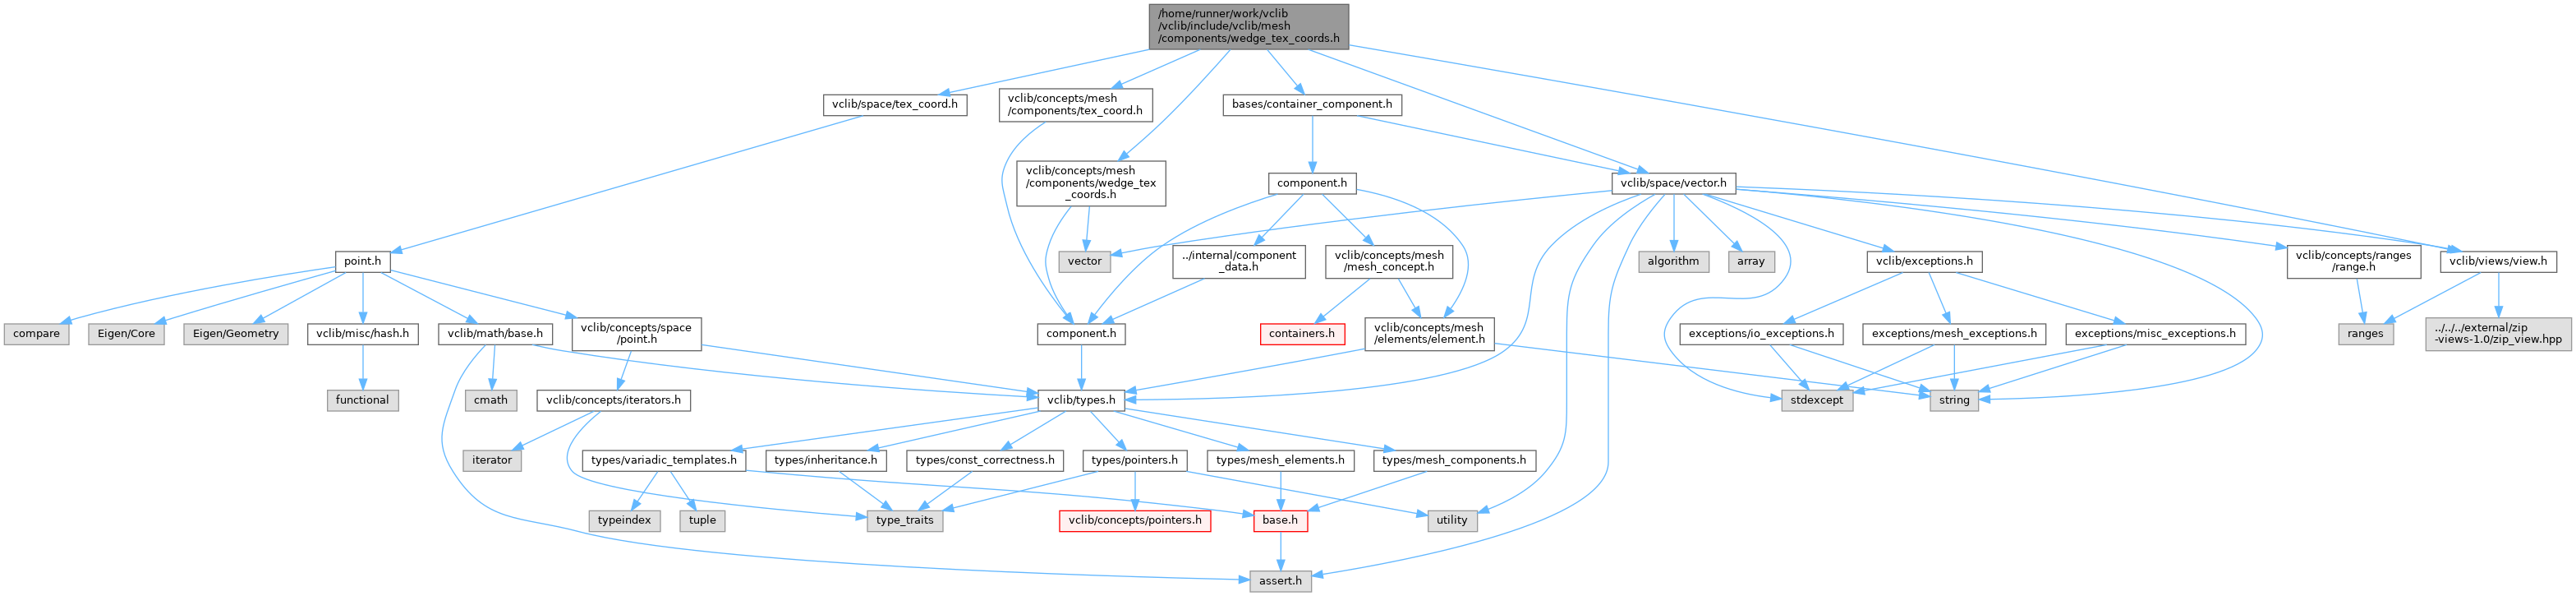 /home/runner/work/vclib
/vclib/include/vclib/mesh
/components/wedge_tex_coords.h
vclib/space/tex_coord.h
vclib/concepts/mesh
/components/tex_coord.h
bases/container_component.h
vclib/concepts/mesh
/components/wedge_tex
_coords.h
component.h
vclib/space/vector.h
point.h
vector
../internal/component
_data.h
vclib/concepts/mesh
/mesh_concept.h
algorithm
array
vclib/exceptions.h
vclib/concepts/ranges
/range.h
vclib/views/view.h
compare
Eigen/Core
Eigen/Geometry
vclib/misc/hash.h
vclib/math/base.h
vclib/concepts/space
/point.h
component.h
containers.h
vclib/concepts/mesh
/elements/element.h
exceptions/io_exceptions.h
exceptions/mesh_exceptions.h
exceptions/misc_exceptions.h
ranges
../../../external/zip
-views-1.0/zip_view.hpp
functional
cmath
vclib/concepts/iterators.h
vclib/types.h
stdexcept
string
iterator
types/variadic_templates.h
types/inheritance.h
types/const_correctness.h
types/pointers.h
types/mesh_elements.h
types/mesh_components.h
typeindex
tuple
type_traits
vclib/concepts/pointers.h
base.h
utility
assert.h